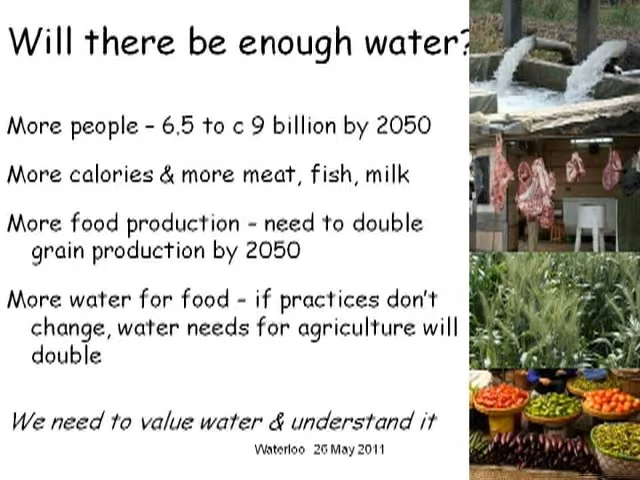 Will there be enough water?
More people – 6.5 to c 9 billion by 2050
More calories & more meat, fish, milk
More food production - need to double
grain production by 2050
More water for food - if practices don't
change, water needs for agriculture will
double
We need to value water & understand it
Waterloo 26 May 2011